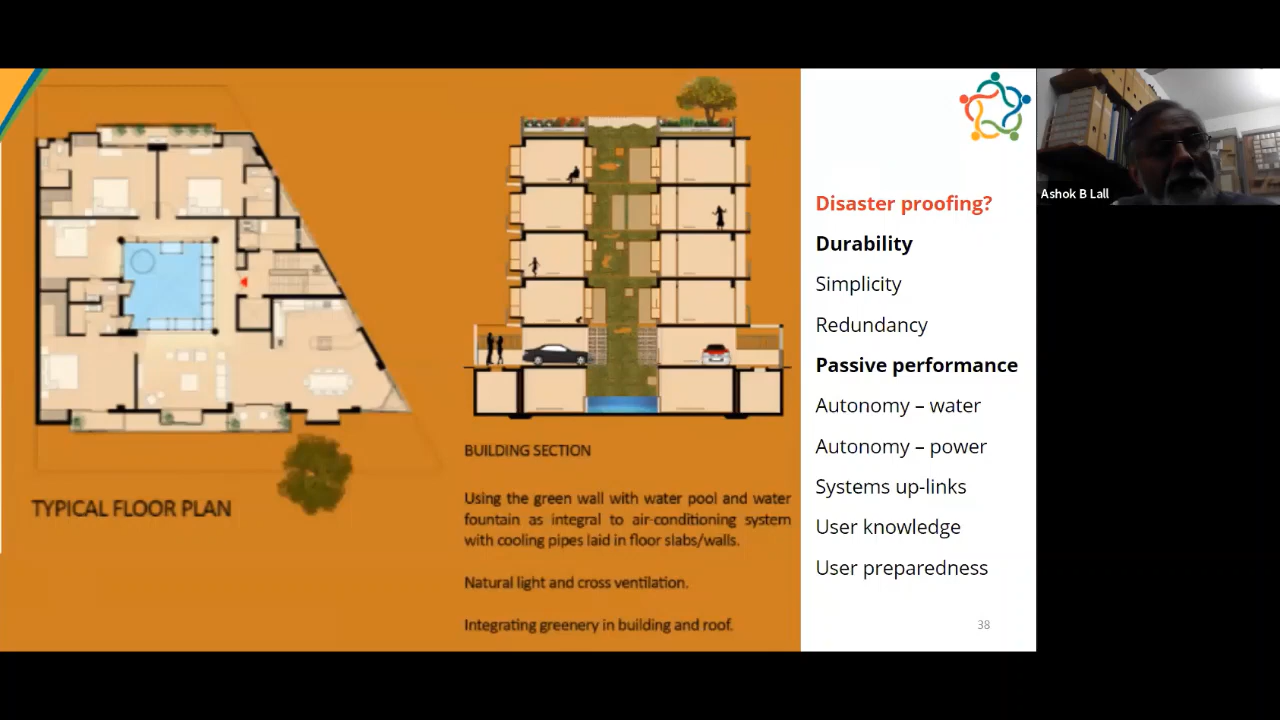 TYPICAL FLOOR PLAN
BUILDING SECTION
Using the green wall with water pool and water
fountain as integral to air-conditioning system
with cooling pipes laid in floor slabs/walls.
Natural light and cross ventilation.
Integrating greenery in building and roof.
Disaster proofing?
Durability
Simplicity
Redundancy
Passive performance
Autonomy – water
Autonomy – power
Systems up-links
User knowledge
User preparedness
38
Ashok B Lall